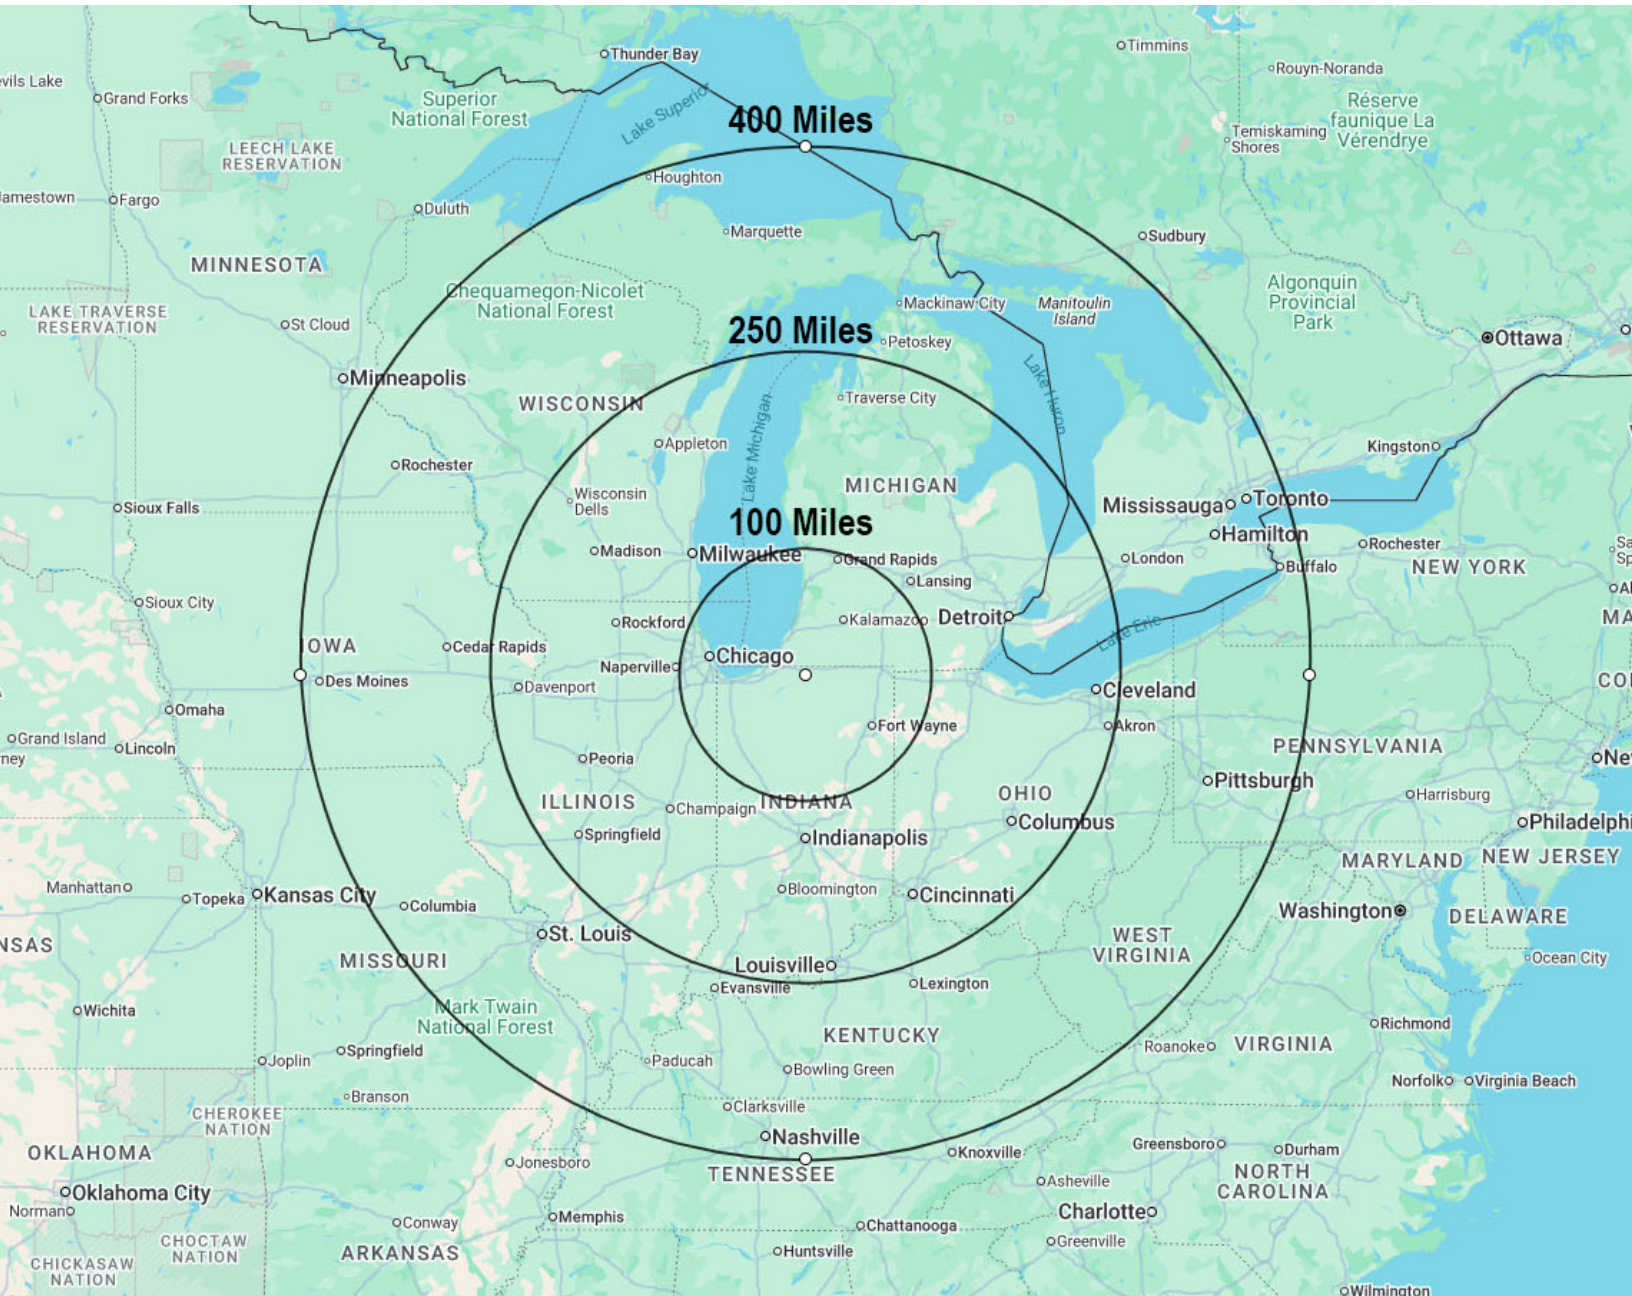 Thunder Bay
Timmins
Rouyn-Noranda
evils Lake
Grand Forks
Superior
National Forest
Lake Superior
400 Miles
Réserve
faunique La
Vérendrye
Temiskaming
Shores
LEECH LAKE
RESERVATION
Houghton
Jamestown
Fargo
Duluth
Marquette
Sudbury
MINNESOTA
Chequamegon-Nicolet
National Forest
Mackinaw City
Manitoulin
Island
Algonquin
Provincial
Park
LAKE TRAVERSE
RESERVATION
St Cloud
250 Miles
Petoskey
Ottawa
Minneapolis
Lake Huron
WISCONSIN
Traverse City
Lake Michigan
Appleton
Kingston
Rochester
MICHIGAN
Wisconsin
Dells
Mississauga
Toronto
Sioux Falls
100 Miles
Hamilton
Madison
Milwaukee
Grand Rapids
London
Rochester
Buffalo
NEW YORK
Lansing
Sioux City
Rockford
Kalamazoo
Detroit
Lake Erie
MA
IOWA
Cedar Rapids
Naperville
Chicago
Des Moines
Davenport
Cleveland
CO
Omaha
Fort Wayne
Akron
Grand Island
Lincoln
PENNSYLVANIA
ney
Peoria
Ne
Pittsburgh
ILLINOIS
Champaign
INDIANA
OHIO
Harrisburg
Springfield
Indianapolis
Columbus
Philadelphi
MARYLAND
NEW JERSEY
Manhattan
Topeka
Kansas City
Columbia
Bloomington
Cincinnati
Washington
DELAWARE
St. Louis
NSAS
MISSOURI
Louisville
WEST
VIRGINIA
Ocean City
Evansville
Lexington
Wichita
Mark Twain
National Forest
KENTUCKY
Richmond
Roanoke
VIRGINIA
Joplin
Springfield
Paducah
Bowling Green
Norfolk
Virginia Beach
Branson
Clarksville
CHEROKEE
NATION
Nashville
Greensboro
Durham
OKLAHOMA
Jonesboro
TENNESSEE
Knoxville
NORTH
CAROLINA
Asheville
Oklahoma City
Norman
Conway
Memphis
Chattanooga
Charlotte
CHOCTAW
NATION
ARKANSAS
Huntsville
Greenville
CHICKASAW
NATION
Wilmington